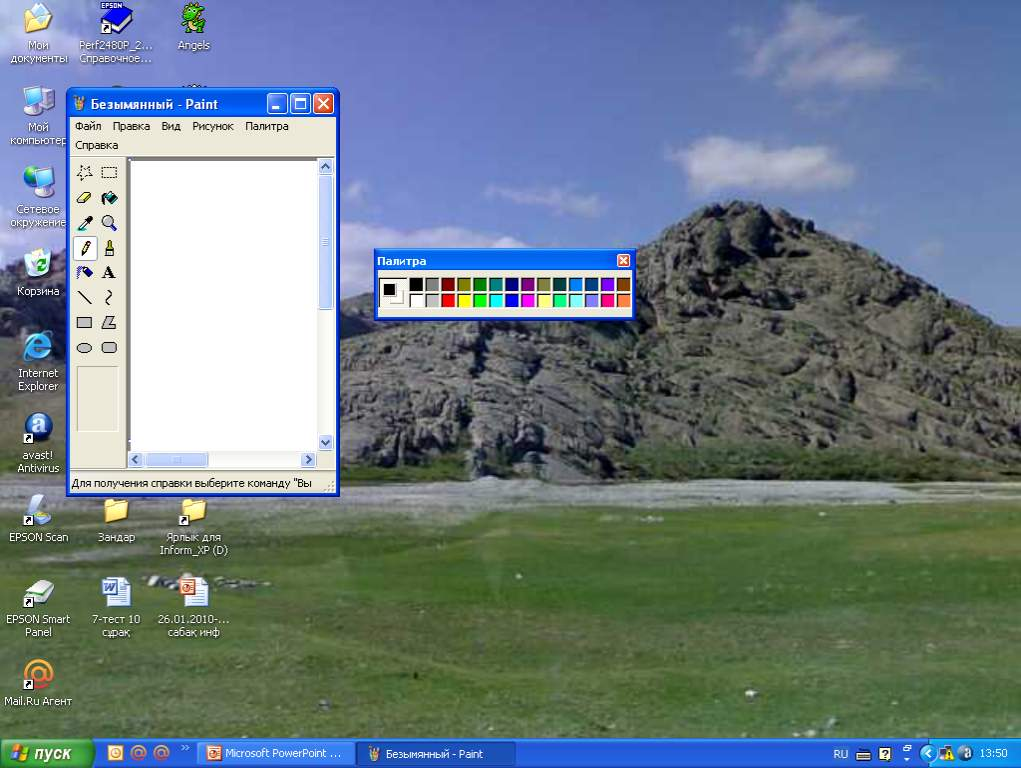 EPSON
Мои
документы
Perf2480P_2...
Справочное...
Angels
Мой
компьютер
Сетевое
окружение
Корзина
Internet
Explorer
avast!
Antivirus
EPSON Scan
Зандар
Ярлык для
Inform_XP (D)
EPSON Smart
Panel
7-тест 10
сұрақ
26.01.2010-...
сабақ инф
Mail.Ru Агент
Безымянный - Paint
Файл Правка Вид Рисунок Палитра
Справка
A
Для получения справки выберите команду "Вы
Палитра
пуск
Microsoft PowerPoint ...
Безымянный - Paint
RU
13:50